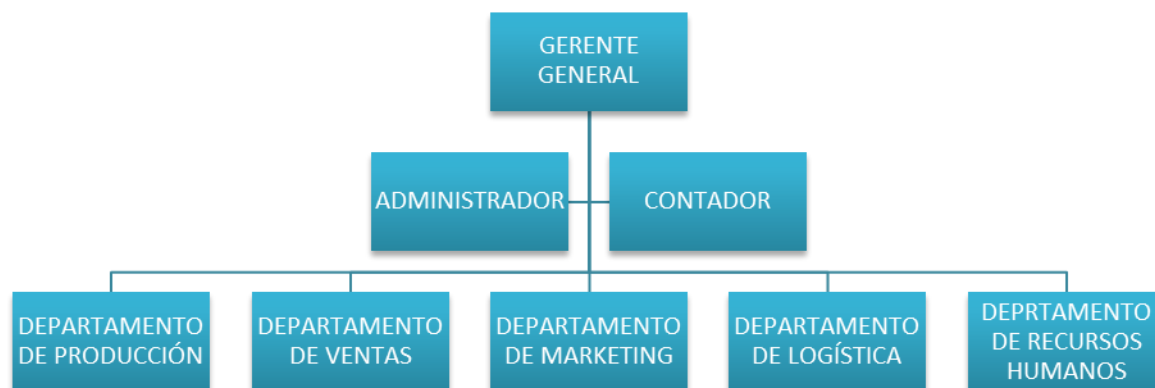 GERENTE
GENERAL
ADMINISTRADOR
CONTADOR
DEPARTAMENTO
DE PRODUCCIÓN
DEPARTAMENTO
DE VENTAS
DEPARTAMENTO
DE MARKETING
DEPARTAMENTO
DE LOGÍSTICA
DEPRTAMENTO
DE RECURSOS
HUMANOS